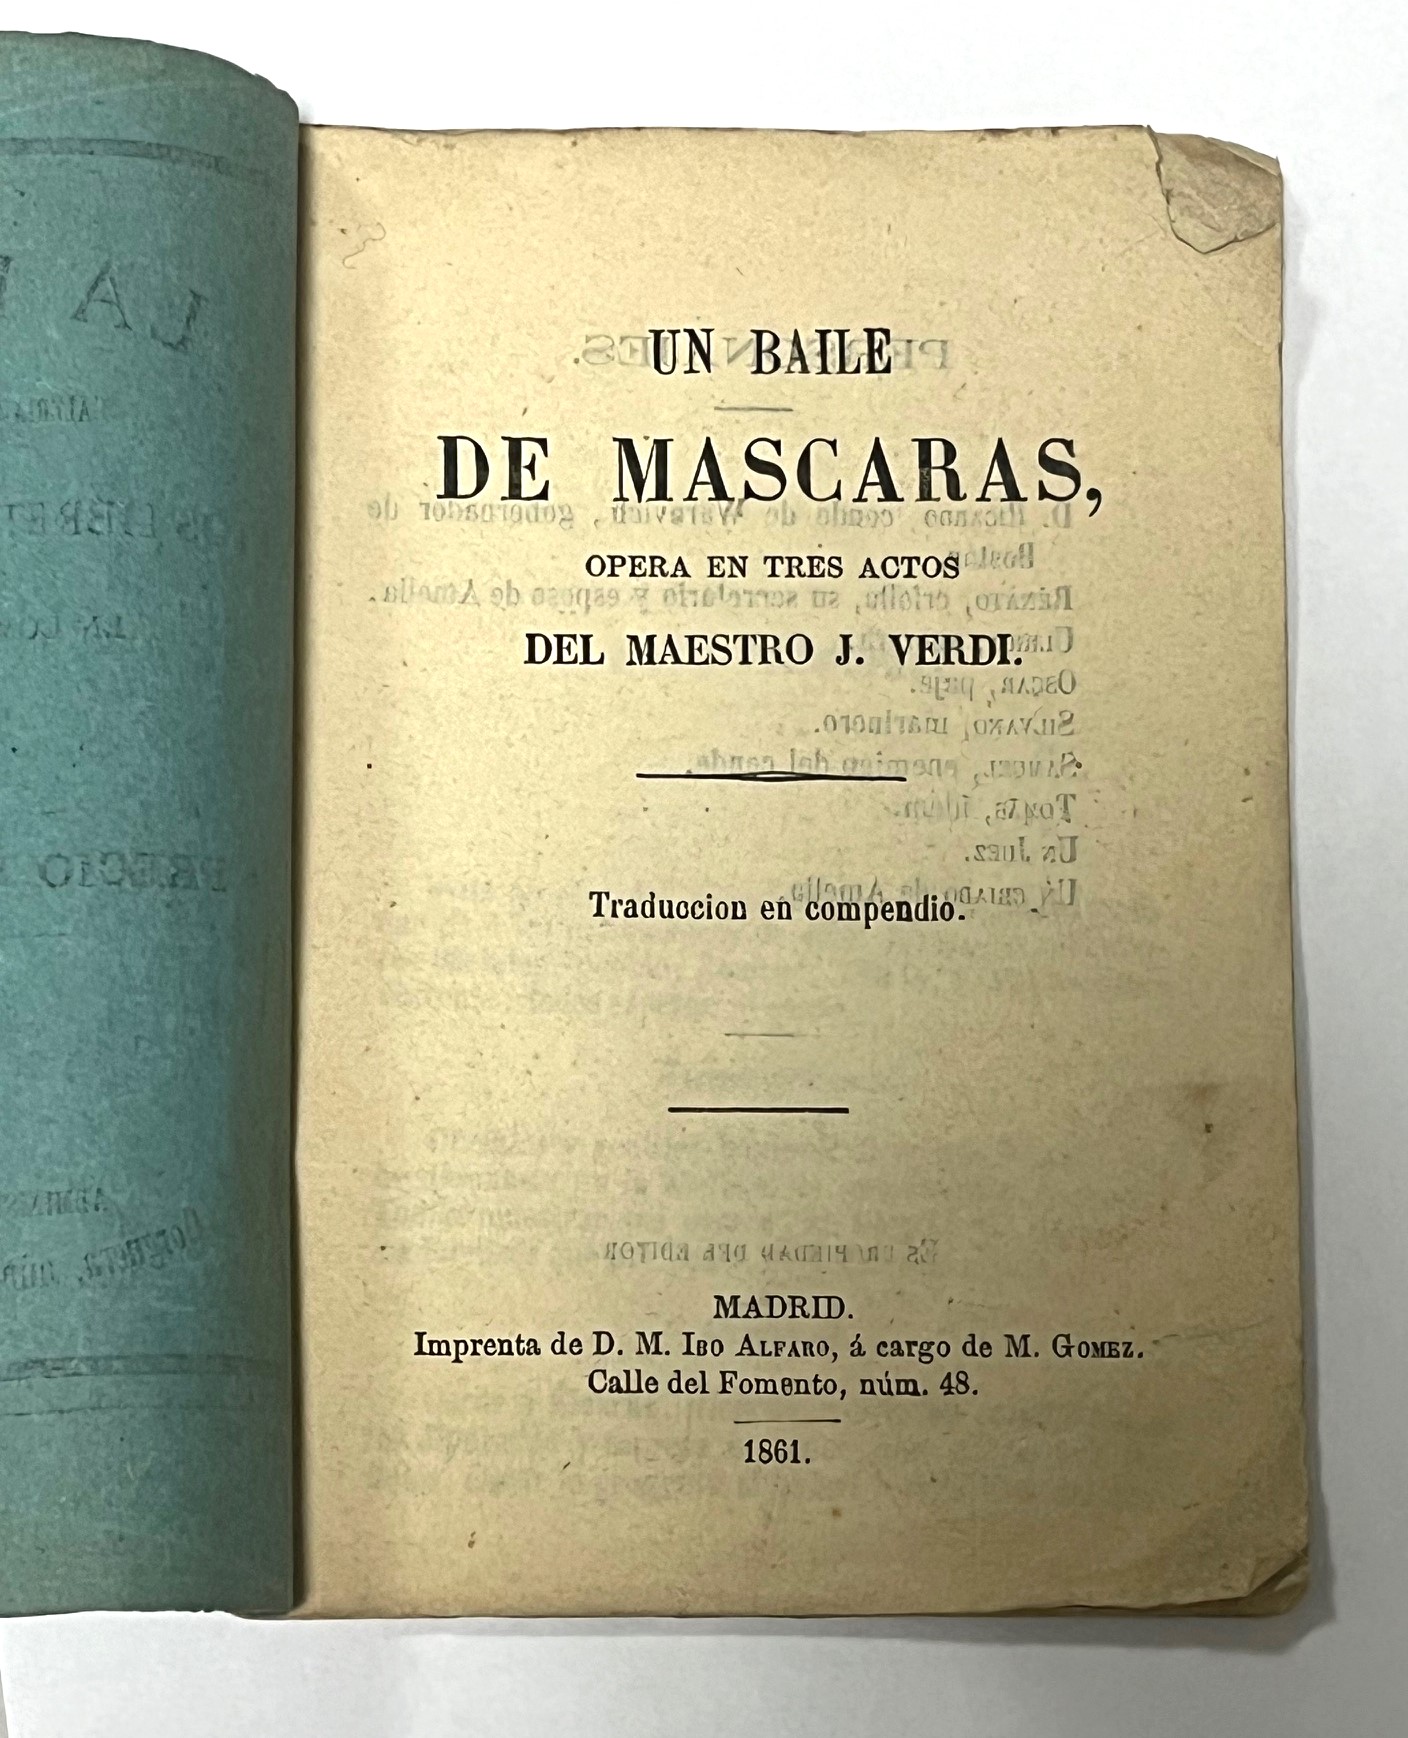 UN BAILE
DE MASCARAS,
OPERA EN TRES ACTOS
DEL MAESTRO J. VERDI.
Traduccion en compendio.
MADRID.
Imprenta de D. M. IBO ALFARO, á cargo de M. GOMEZ.
Calle del Fomento, núm. 48.
1861.